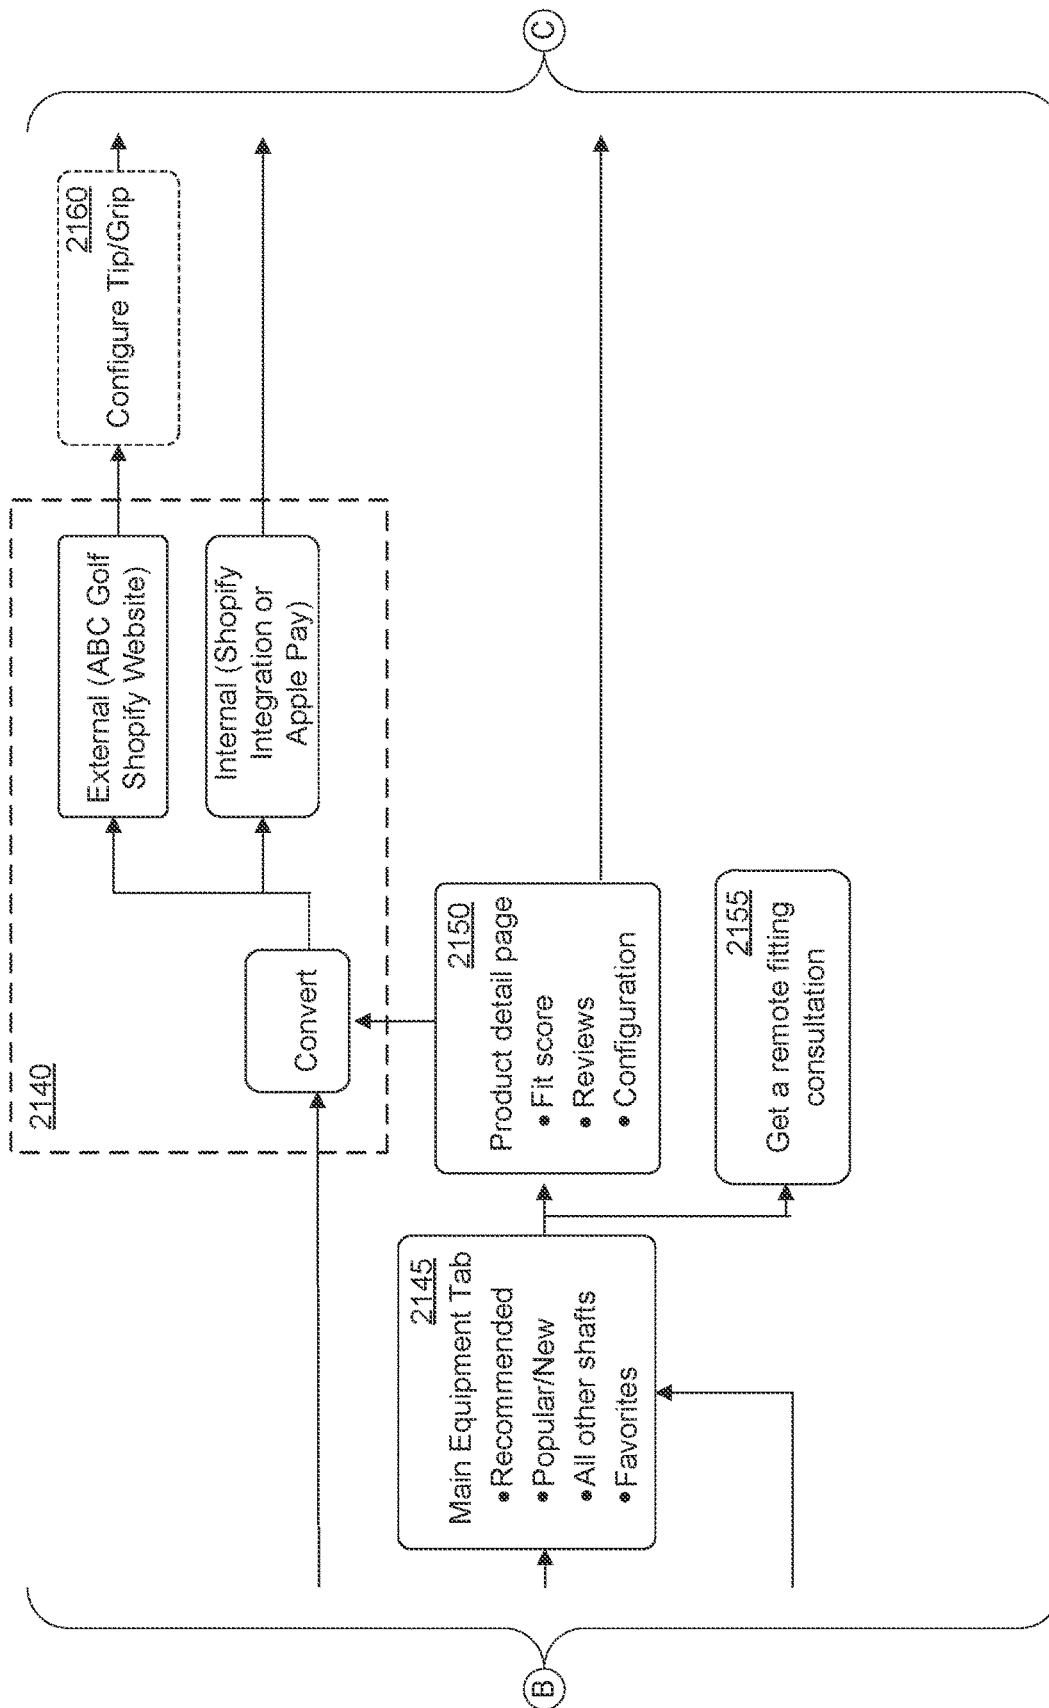 B
2145
Main Equipment Tab
•Recommended
•Popular/New
•All other shafts
•Favorites
2140
Convert
2150
Product detail page
• Fit score
• Reviews
• Configuration
2155
Get a remote fitting
consultation
External (ABC Golf
Shopify Website)
Internal (Shopify
Integration or
Apple Pay)
2160
Configure Tip/Grip
C